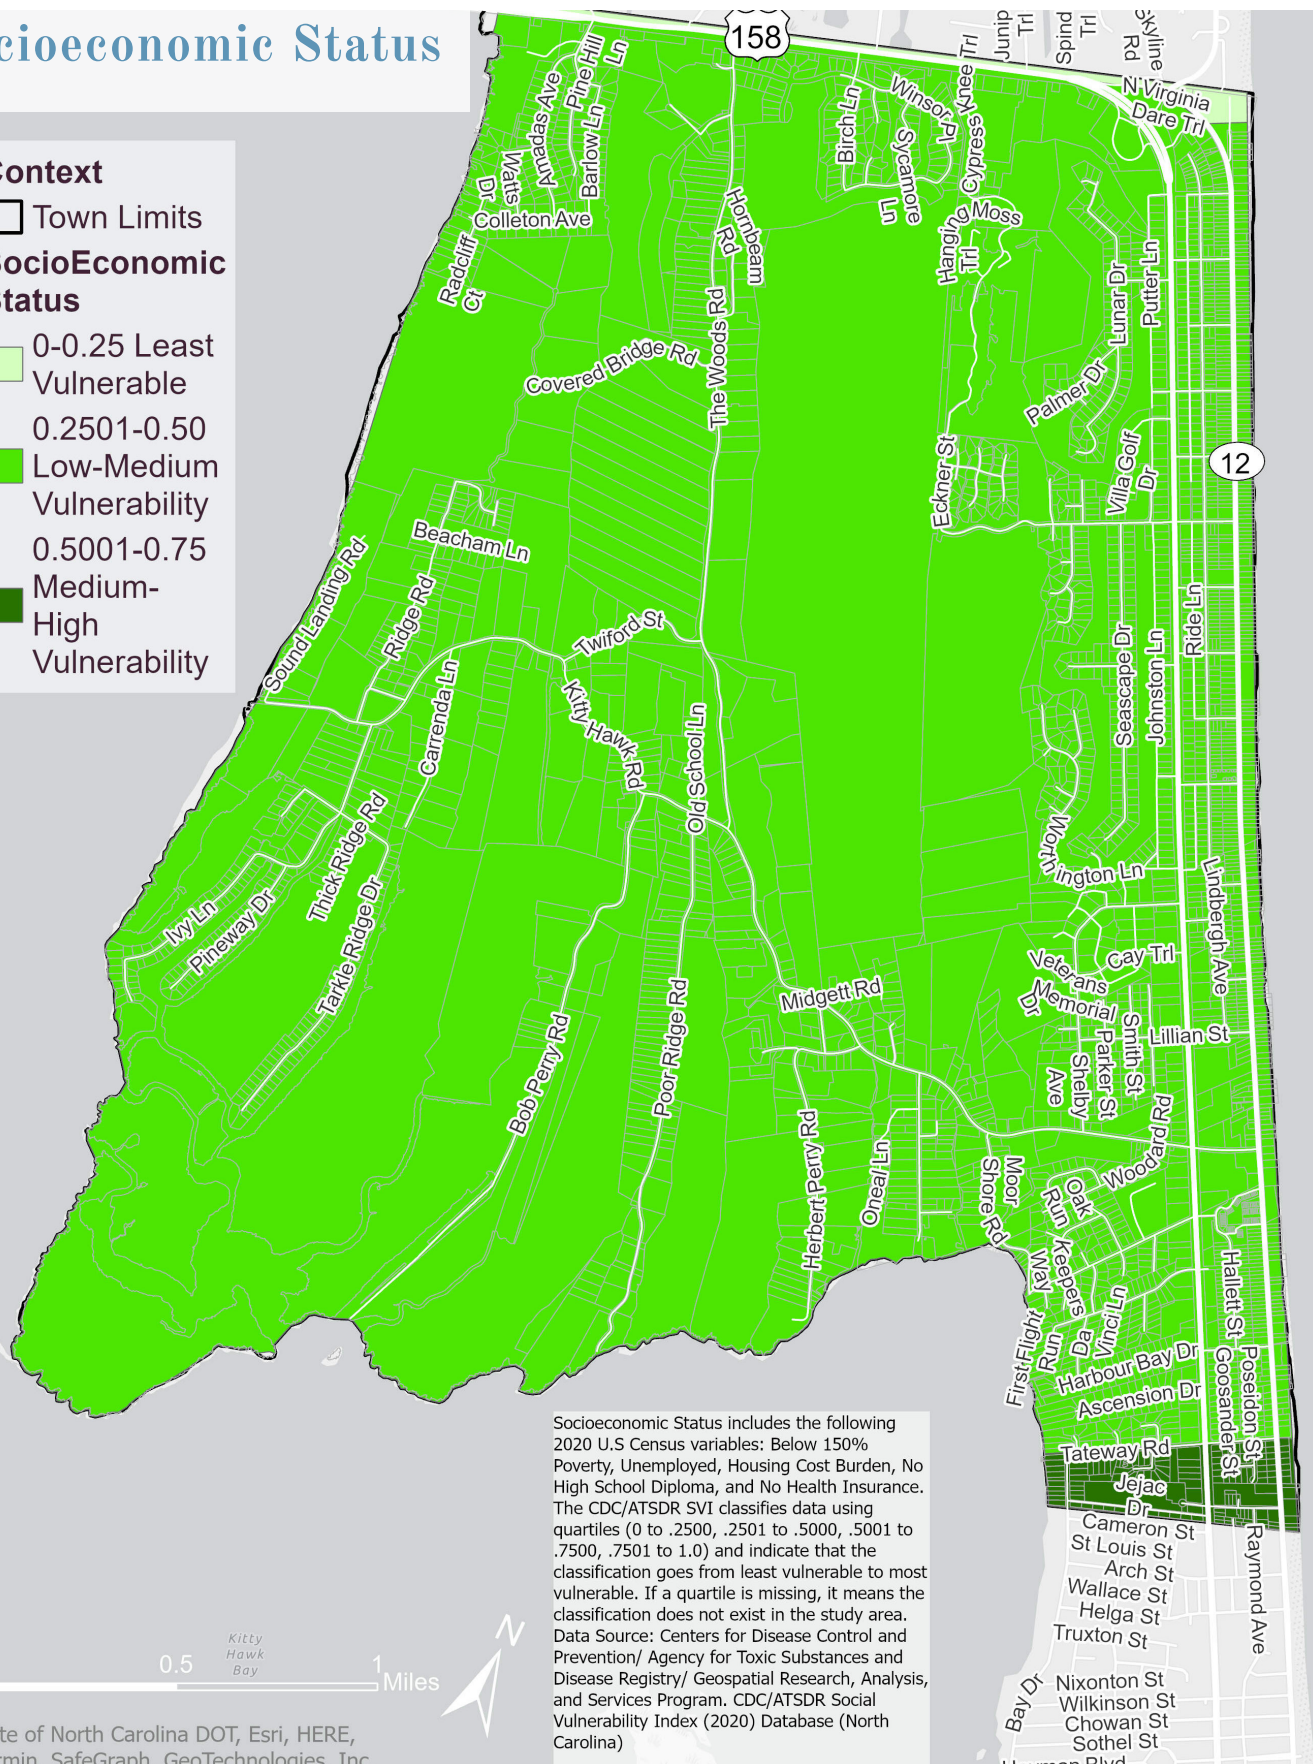 cioeconomic Status
Context
Town Limits
SocioEconomic
Status
0-0.25 Least
Vulnerable
0.2501-0.50
Low-Medium
Vulnerability
0.5001-0.75
Medium-
High
Vulnerability
158
12
Junip
Trl
Spind
Trl
Skyline
Rd
N Virginia
Dare Trl
Pine Hill
Ln
Amadas Ave
Barlow Ln
Watts
Dr
Colleton Ave
Radcliff
Ct
Birch Ln
Winsor Pl
Sycamore
Ln
Cypress Knee Trl
Hanging Moss
Trl
Hornbeam
Rd
The Woods Rd
Covered Bridge Rd
Lunar Dr
Putter Ln
Palmer Dr
Villa Golf
Dr
Eckner St
Beacham Ln
Sound Landing Rd
Ridge Rd
Twiford St
Carrenda Ln
Kitty Hawk Rd
Old School Ln
Ride Ln
Seascape Dr
Johnston Ln
Worthington Ln
Lindbergh Ave
Thick Ridge Rd
Ivy Ln
Pineway Dr
Tarkle Ridge Dr
Veterans
Memorial
Dr
Cay Trl
Midgett Rd
Lillian St
Smith St
Parker St
Shelby
Ave
Bob Perry Rd
Poor Ridge Rd
Herbert Perry Rd
Oneal Ln
Woodard Rd
Moor
Shore Rd
Oak
Run
Keepers
Way
Hallett St
First Flight
Run
Da
Vinci Ln
Harbour Bay Dr
Ascension Dr
Goosander St
Poseidon St
Tateway Rd
Jejac
Dr
Cameron St
St Louis St
Arch St
Wallace St
Helga St
Truxton St
Raymond Ave
Bay Dr
Nixonton St
Wilkinson St
Chowan St
Sothel St
Socioeconomic Status includes the following
2020 U.S Census variables: Below 150%
Poverty, Unemployed, Housing Cost Burden, No
High School Diploma, and No Health Insurance.
The CDC/ATSDR SVI classifies data using
quartiles (0 to .2500, .2501 to .5000, .5001 to
.7500, .7501 to 1.0) and indicate that the
classification goes from least vulnerable to most
vulnerable. If a quartile is missing, it means the
classification does not exist in the study area.
Data Source: Centers for Disease Control and
Prevention/ Agency for Toxic Substances and
Disease Registry/ Geospatial Research, Analysis,
and Services Program. CDC/ATSDR Social
Vulnerability Index (2020) Database (North
Carolina)
Kitty
Hawk
Bay
0.5
1
Miles
N
te of North Carolina DOT, Esri, HERE,
rmin, SafeGraph, GeoTechnologies, Inc